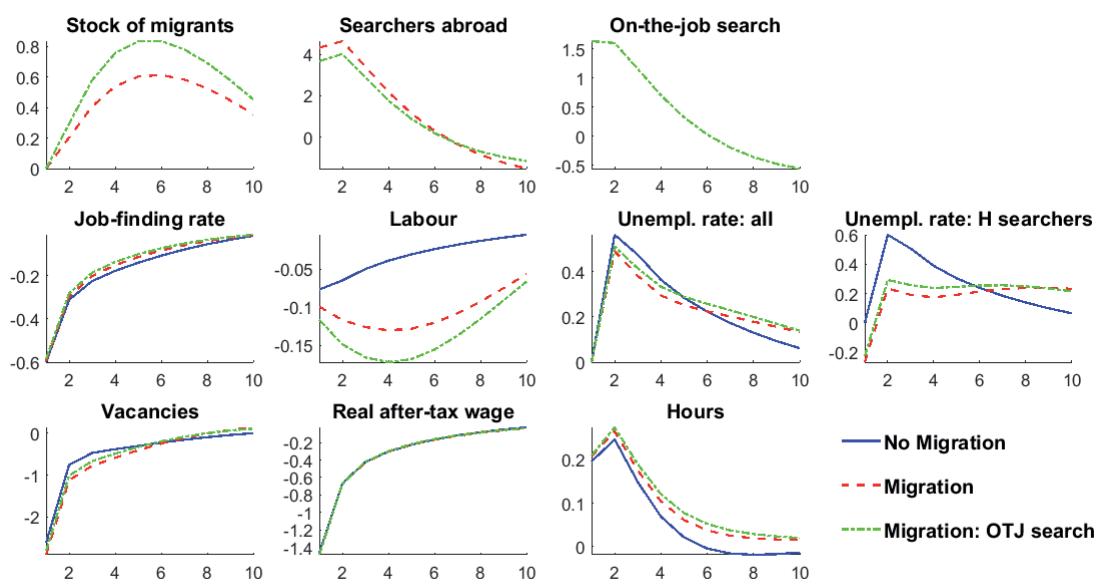 Stock of migrants
Searchers abroad
On-the-job search
0.8
0.6
0.4
0.2
0
2 4 6 8 10
4
2
0
2 4 6 8 10
1.5
1
0.5
0
-0.5
2 4 6 8 10
Job-finding rate
Labour
Unempl. rate: all
Unempl. rate: H searchers
-0.2
-0.4
-0.6
2 4 6 8 10
-0.05
-0.1
-0.15
2 4 6 8 10
0.4
0.2
0
2 4 6 8 10
0.6
0.4
0.2
0
-0.2
2 4 6 8 10
Vacancies
Real after-tax wage
Hours
0
-1
-2
2 4 6 8 10
-0.2
-0.4
-0.6
-0.8
-1
-1.2
-1.4
2 4 6 8 10
0.2
0.1
0
2 4 6 8 10
No Migration
Migration
Migration: OTJ search